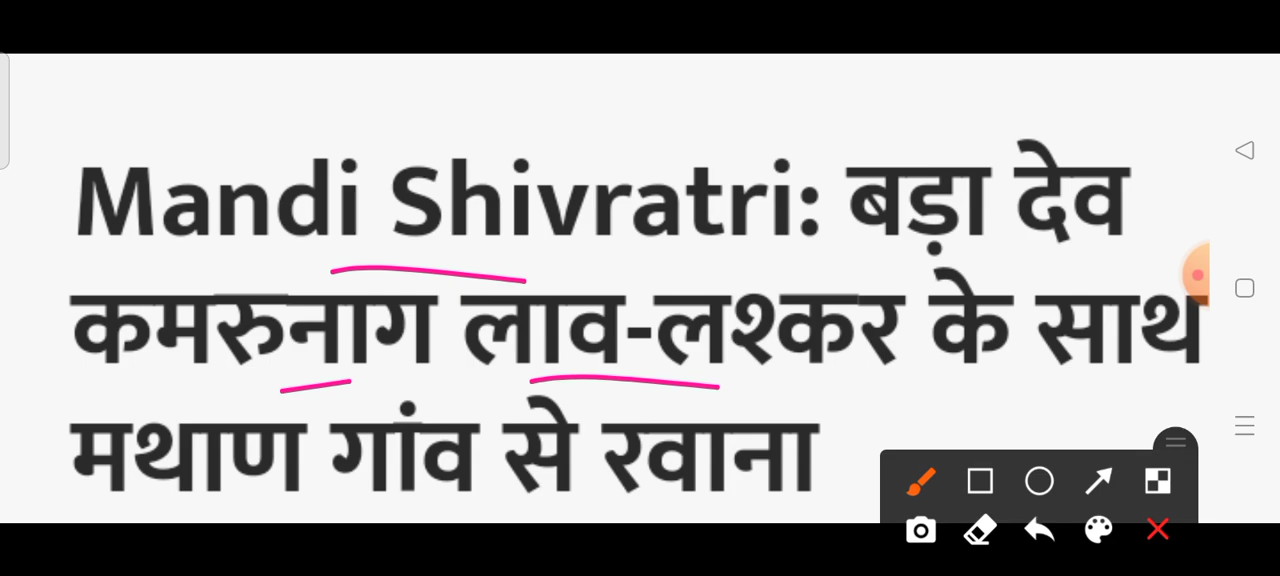 Mandi Shivratri: बड़ा देव
कमरुनाग लाव-लश्कर के साथ
मथाण गांव से रवाना